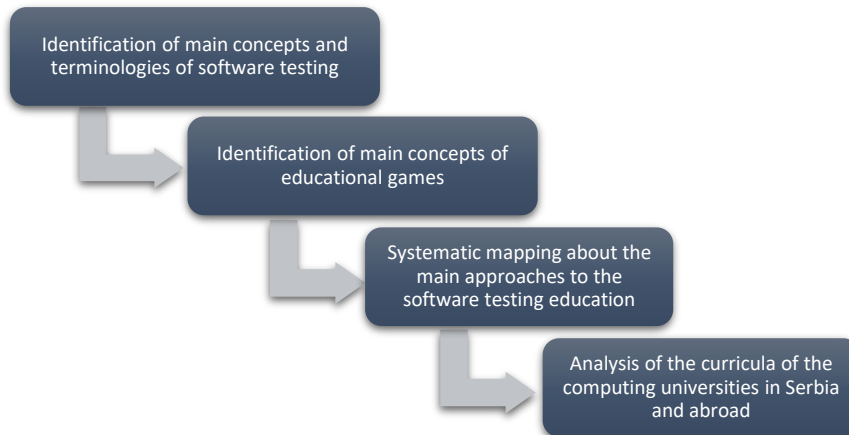 Identification of main concepts and
terminologies of software testing
Identification of main concepts of
educational games
Systematic mapping about the
main approaches to the
software testing education
Analysis of the curricula of the
computing universities in Serbia
and abroad